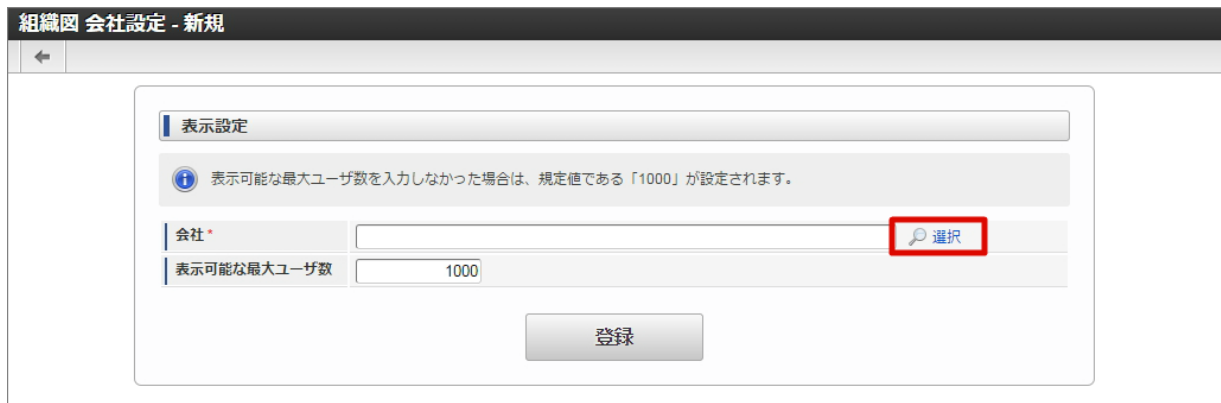 組織図 会社設定 - 新規
表示設定
表示可能な最大ユーザ数を入力しなかった場合は、規定値である「1000」が設定されます。
会社* 選択
表示可能な最大ユーザ数 1000
登録